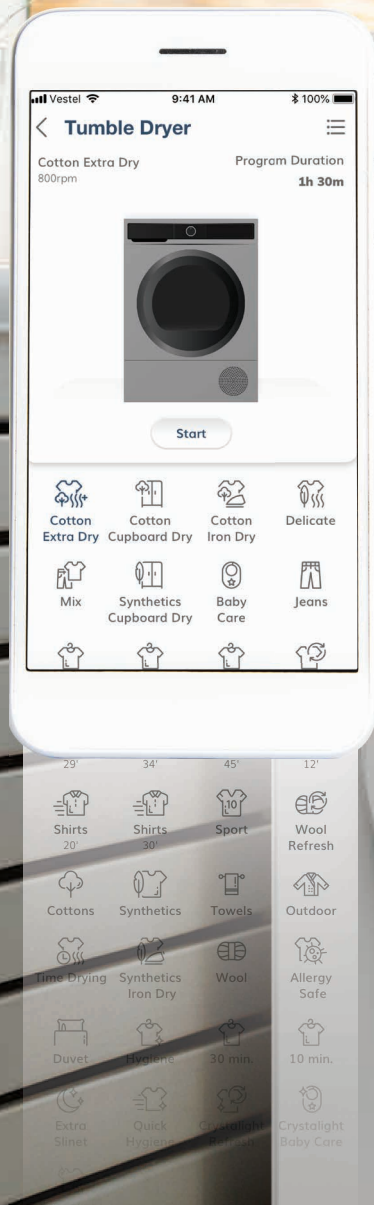 Vestel 9:41 AM 100%
Tumble Dryer
Cotton Extra Dry Program Duration
800rpm 1h 30m
Start
Cotton Cotton Cotton Delicate
Extra Dry Cupboard Dry Iron Dry
Mix Synthetics Baby Jeans
Cupboard Dry Care
29' 34' 45' 12'
10
Shirts Shirts Sport Wool
20' 30' Refresh
Cottons Synthetics Towels Outdoor
Time Drying Synthetics Wool Allergy
Iron Dry Safe
Duvet Hygiene 30 min. 10 min.
Extra Quick Crystalight Crystalight
Slinet Hygiene Refresh Baby Care